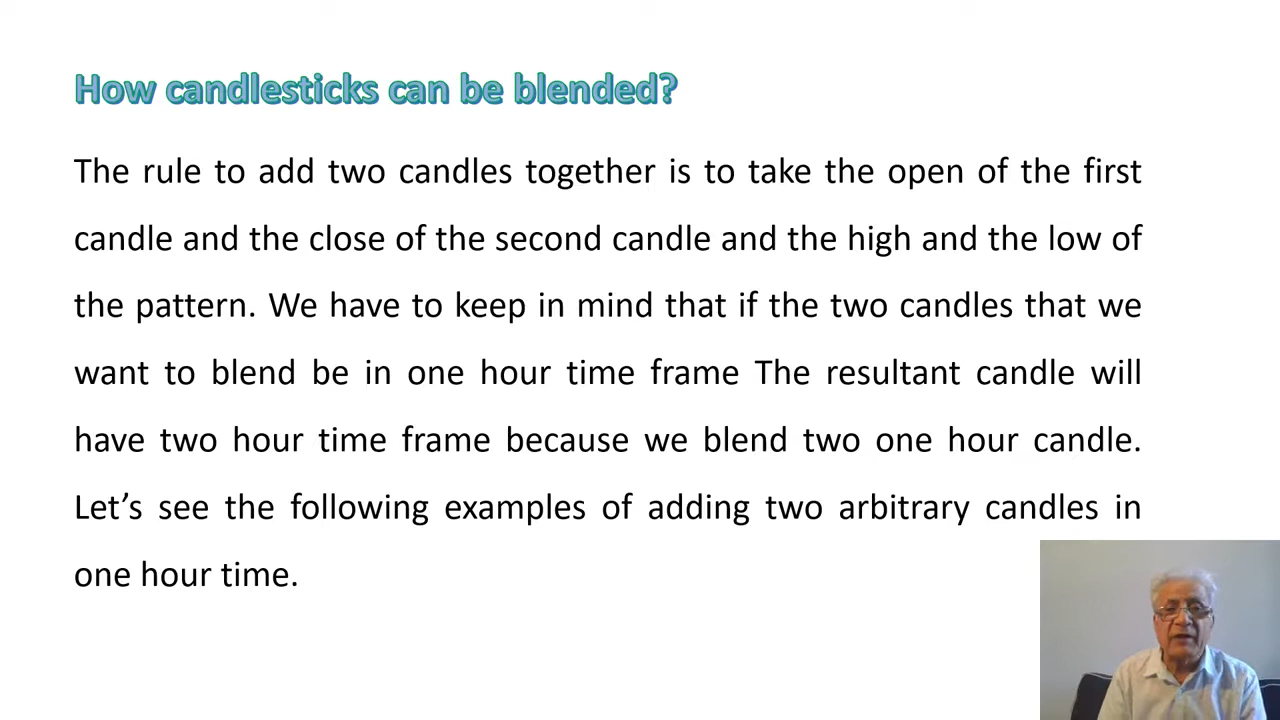 How candlesticks can be blended?
The rule to add two candles together is to take the open of the first
candle and the close of the second candle and the high and the low of
the pattern. We have to keep in mind that if the two candles that we
want to blend be in one hour time frame The resultant candle will
have two hour time frame because we blend two one hour candle.
Let’s see the following examples of adding two arbitrary candles in
one hour time.